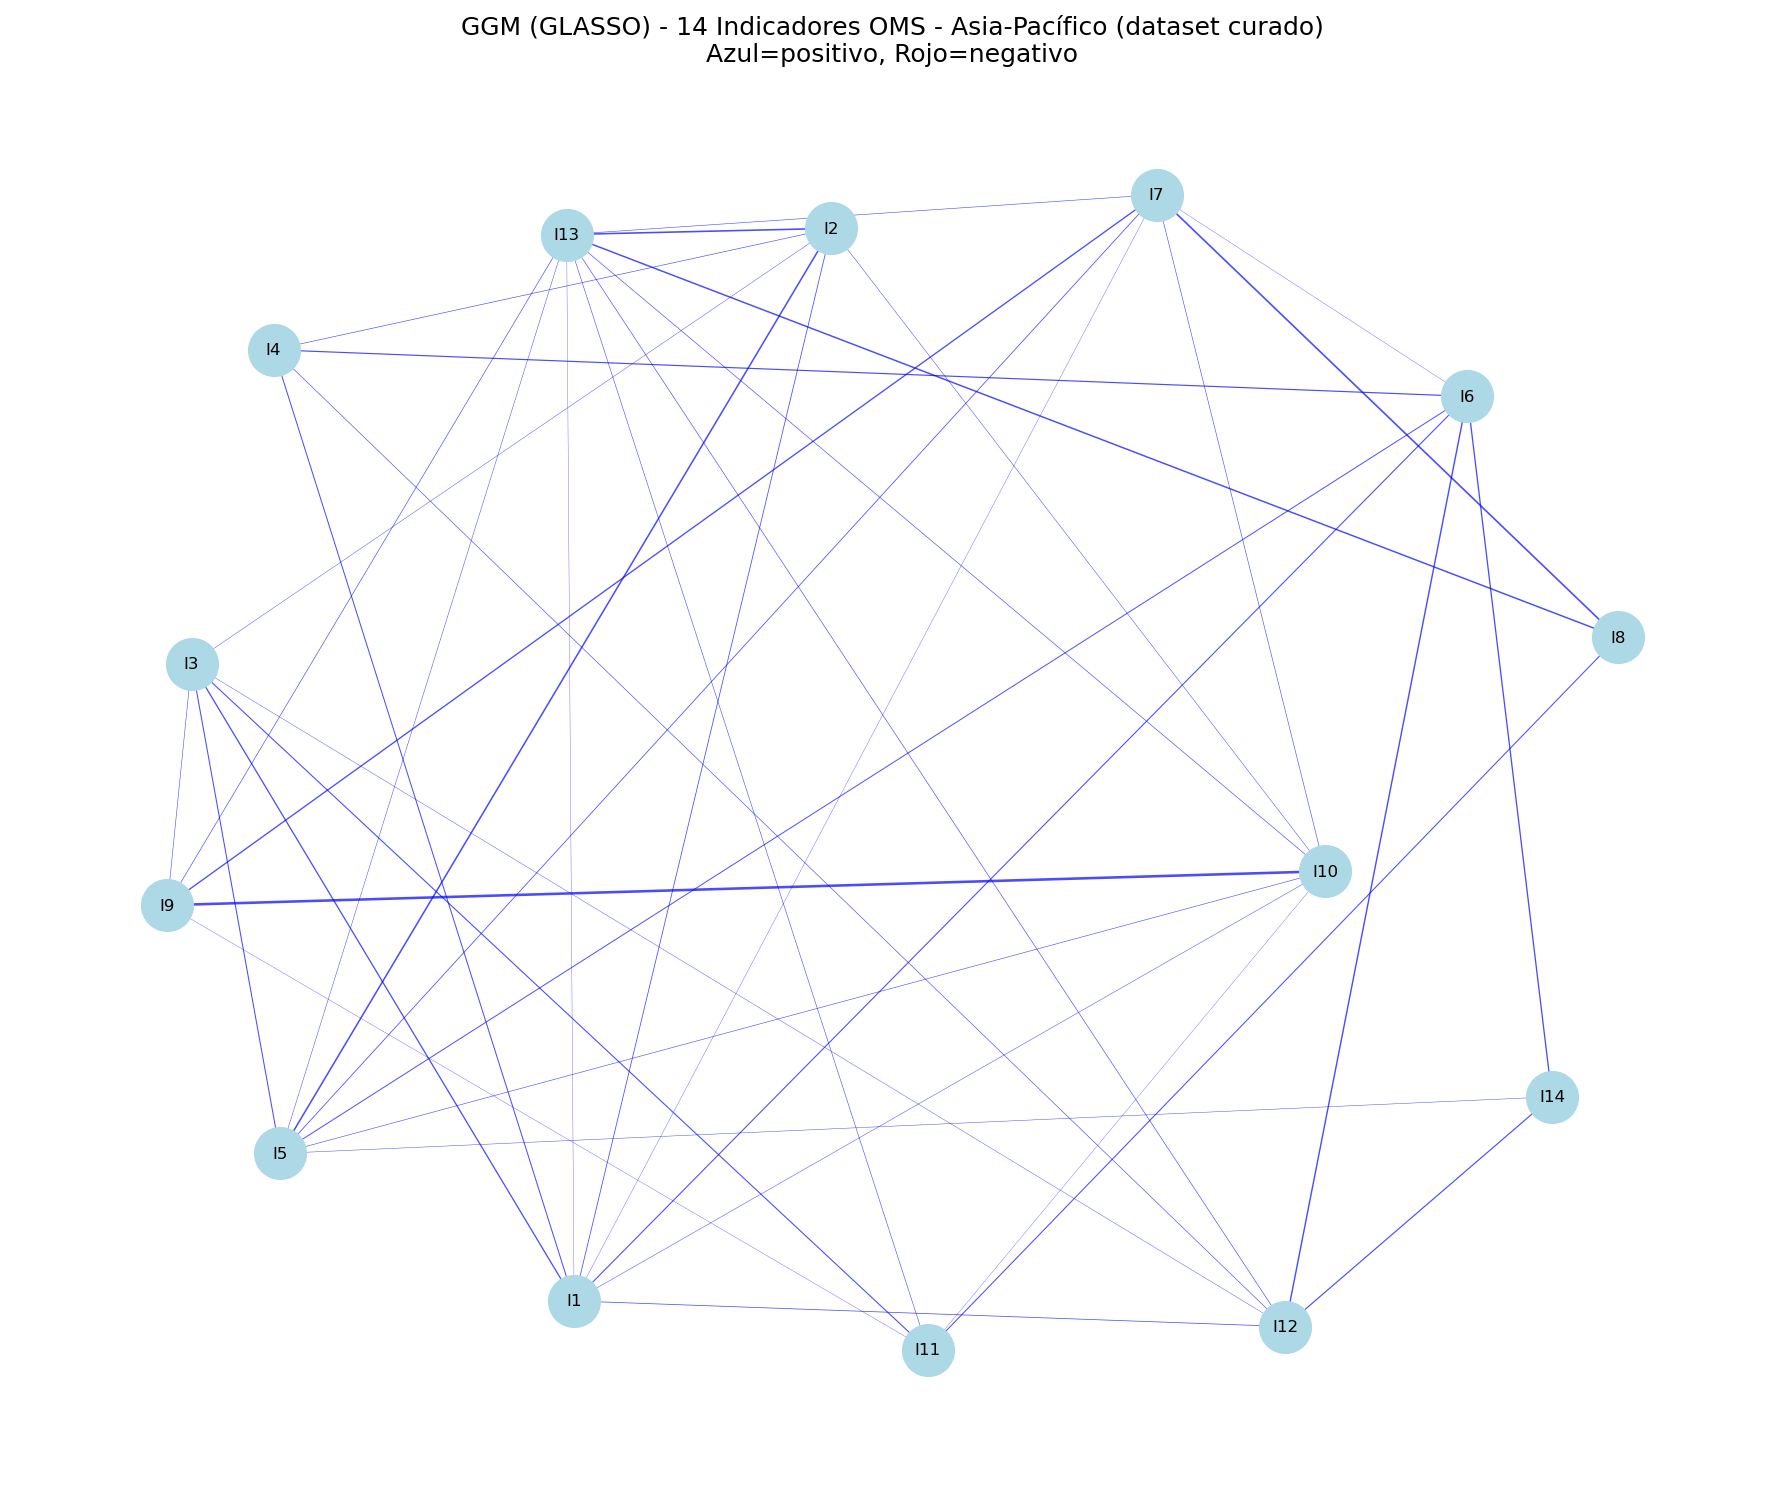 GGM (GLASSO) - 14 Indicadores OMS - Asia-Pacífico (dataset curado)
Azul=positivo, Rojo=negativo
I7
I2
I13
I4
I6
I8
I3
I10
I9
I14
I5
I1
I12
I11